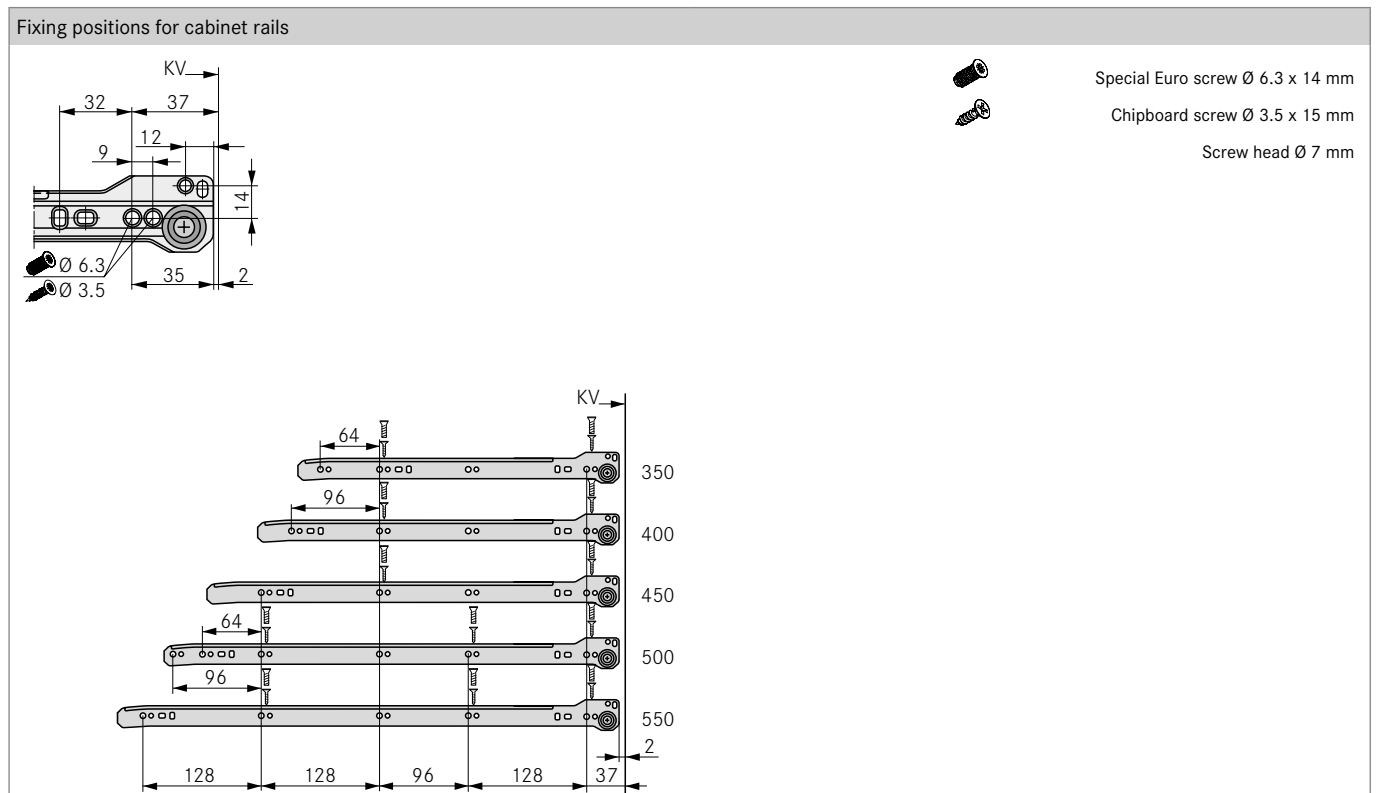 Fixing positions for cabinet rails
KV
32 37
12
9
14
Ø 6.3
Ø 3.5
35 2
Special Euro screw Ø 6.3 x 14 mm
Chipboard screw Ø 3.5 x 15 mm
Screw head Ø 7 mm
KV
64
350
96
400
450
64
500
96
550
2
128 128 96 128 37